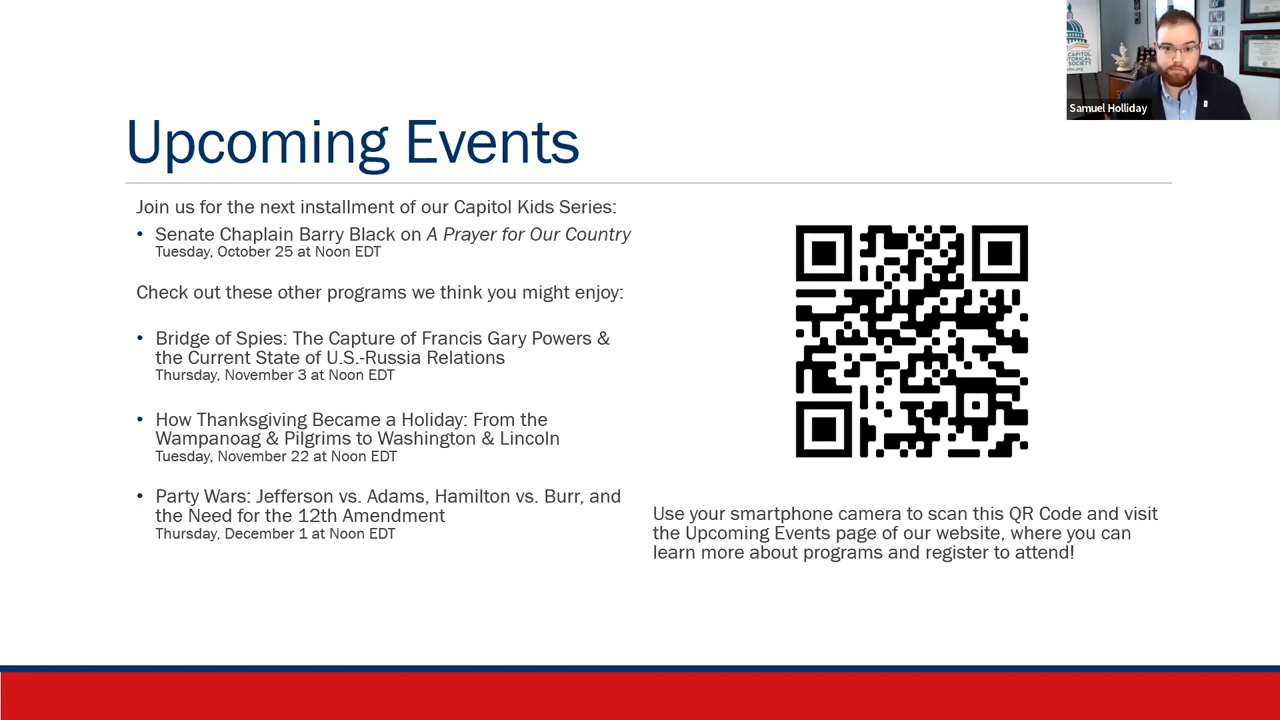 CAPITOL
HISTORICAL
SOCIETY
Samuel Holliday
Upcoming Events
Join us for the next installment of our Capitol Kids Series:
• Senate Chaplain Barry Black on A Prayer for Our Country
Tuesday, October 25 at Noon EDT
Check out these other programs we think you might enjoy:
• Bridge of Spies: The Capture of Francis Gary Powers &
the Current State of U.S.-Russia Relations
Thursday, November 3 at Noon EDT
• How Thanksgiving Became a Holiday: From the
Wampanoag & Pilgrims to Washington & Lincoln
Tuesday, November 22 at Noon EDT
• Party Wars: Jefferson vs. Adams, Hamilton vs. Burr, and
the Need for the 12th Amendment
Thursday, December 1 at Noon EDT
Use your smartphone camera to scan this QR Code and visit
the Upcoming Events page of our website, where you can
learn more about programs and register to attend!